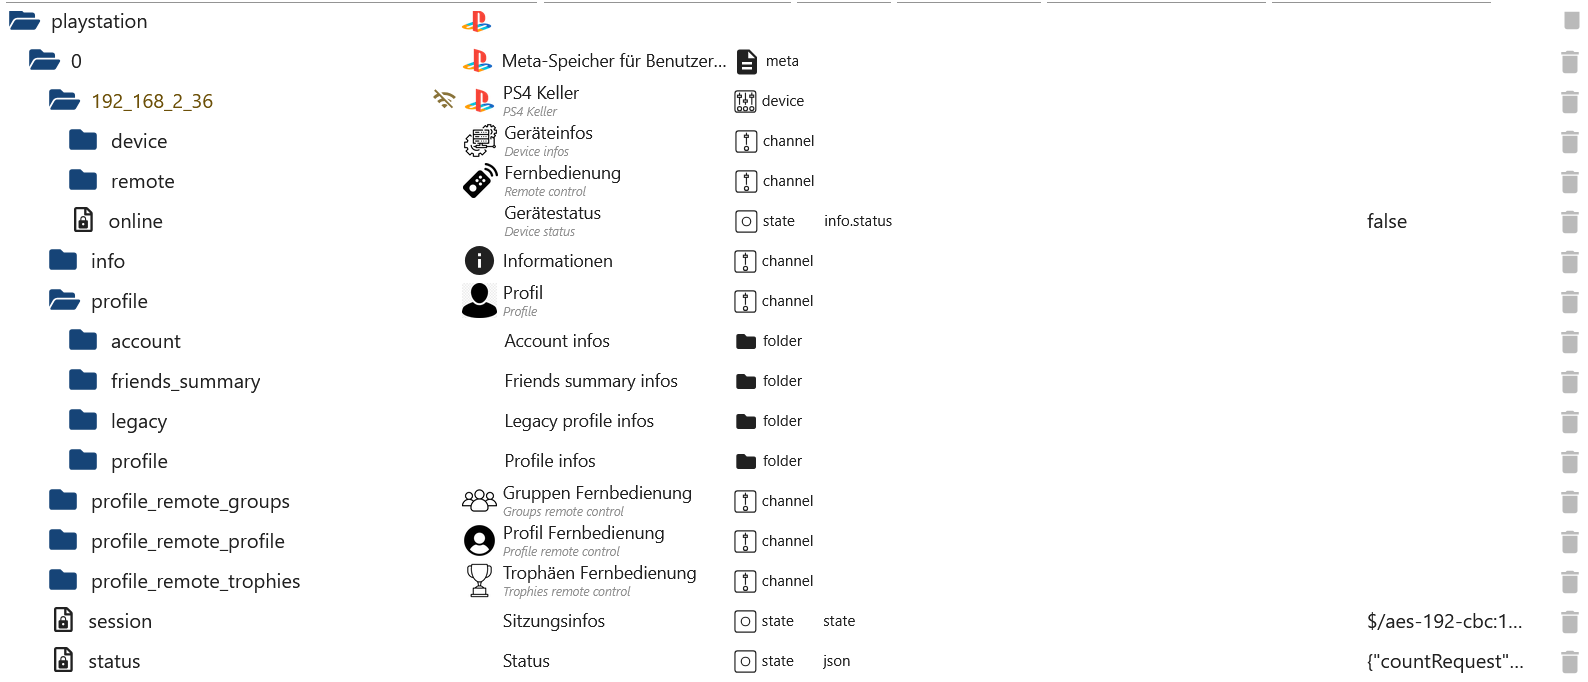 playstation
0 Meta-Speicher für Benutzer... meta
192_168_2_36 PS4 Keller device
PS4 Keller
device Geräteinfos channel
Device infos
remote Fernbedienung channel
Remote control
online Gerätestatus state info.status false
Device status
info Informationen channel
profile Profil channel
Profile
account Account infos folder
friends_summary Friends summary infos folder
legacy Legacy profile infos folder
profile Profile infos folder
profile_remote_groups Gruppen Fernbedienung channel
Groups remote control
profile_remote_profile Profil Fernbedienung channel
Profile remote control
profile_remote_trophies Trophäen Fernbedienung channel
Trophies remote control
session Sitzungsinfos state state $/aes-192-cbc:1...
status Status state json {"countRequest"...